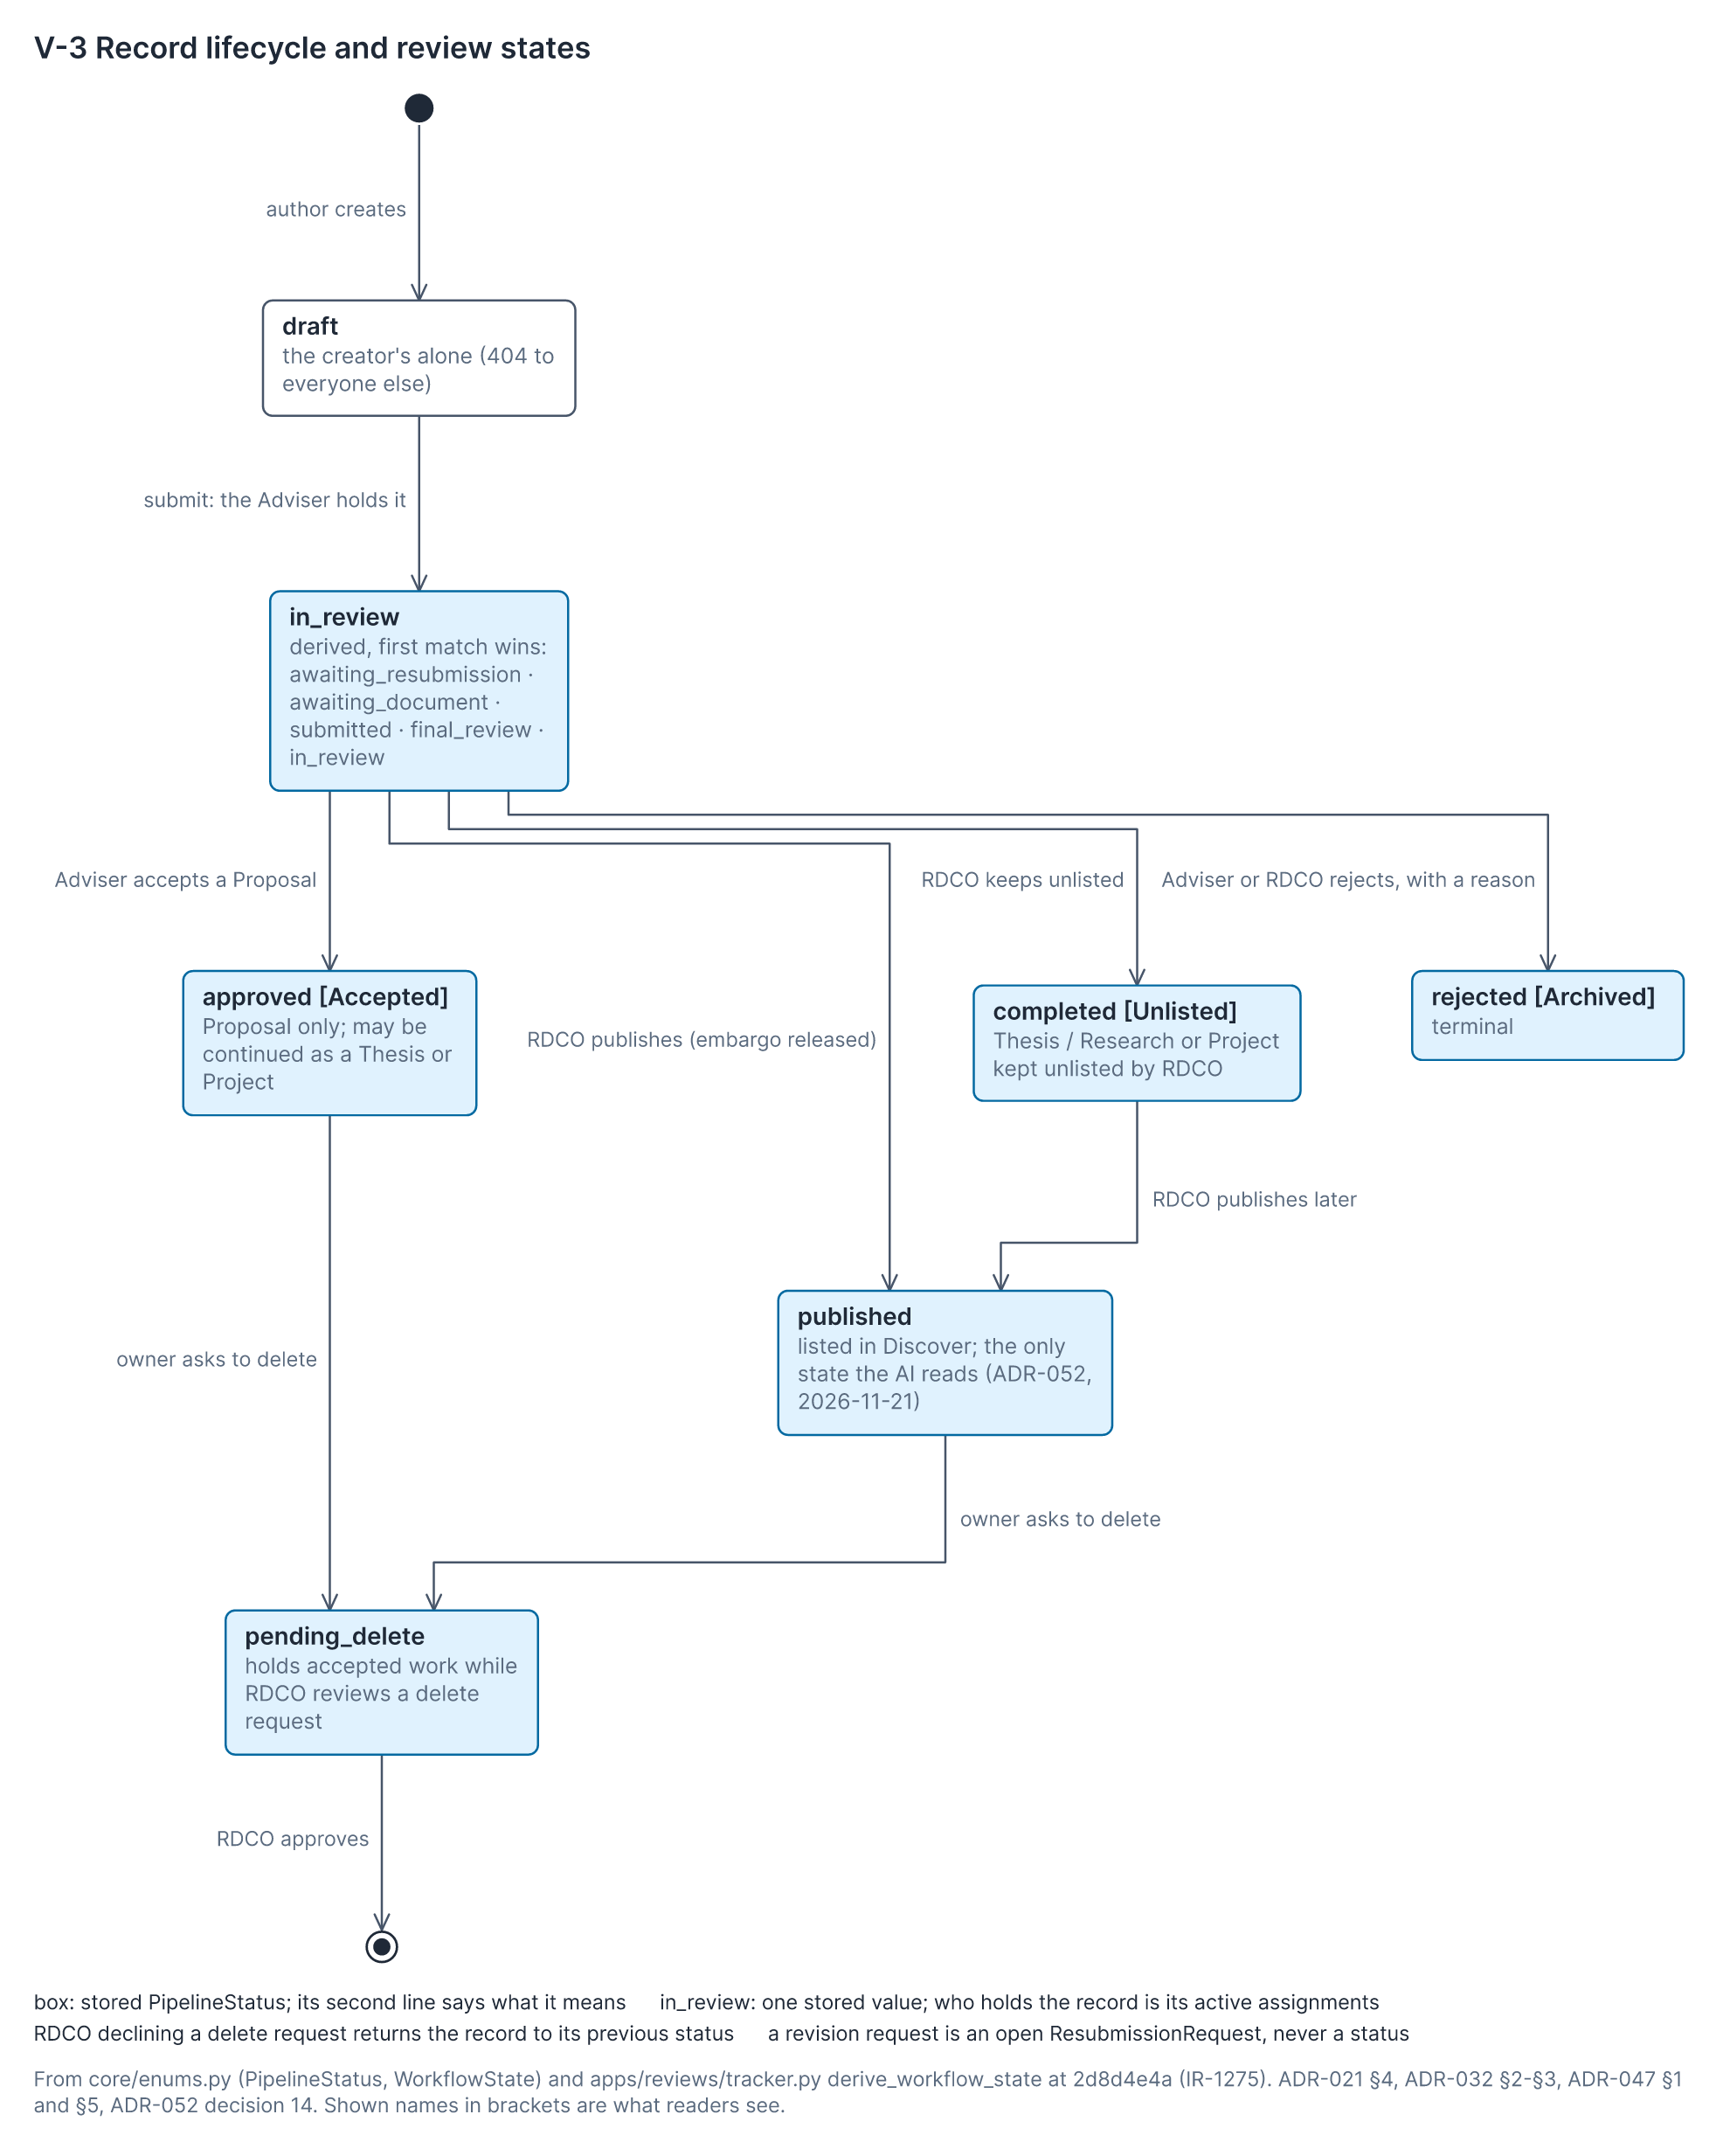 V-3 Record lifecycle and review states
author creates
draft
the creator's alone (404 to
everyone else)
submit: the Adviser holds it
in_review
derived, first match wins:
awaiting_resubmission ·
awaiting_document ·
submitted · final_review ·
in_review
Adviser accepts a Proposal
RDCO keeps unlisted
Adviser or RDCO rejects, with a reason
approved [Accepted]
Proposal only; may be
continued as a Thesis or
Project
RDCO publishes (embargo released)
completed [Unlisted]
Thesis / Research or Project
kept unlisted by RDCO
rejected [Archived]
terminal
RDCO publishes later
owner asks to delete
published
listed in Discover; the only
state the AI reads (ADR-052,
2026-11-21)
owner asks to delete
pending_delete
holds accepted work while
RDCO reviews a delete
request
RDCO approves
box: stored PipelineStatus; its second line says what it means in_review: one stored value; who holds the record is its active assignments
RDCO declining a delete request returns the record to its previous status a revision request is an open ResubmissionRequest, never a status
From core/enums.py (PipelineStatus, WorkflowState) and apps/reviews/tracker.py derive_workflow_state at 2d8d4e4a (IR-1275). ADR-021 §4, ADR-032 §2-§3, ADR-047 §1
and §5, ADR-052 decision 14. Shown names in brackets are what readers see.